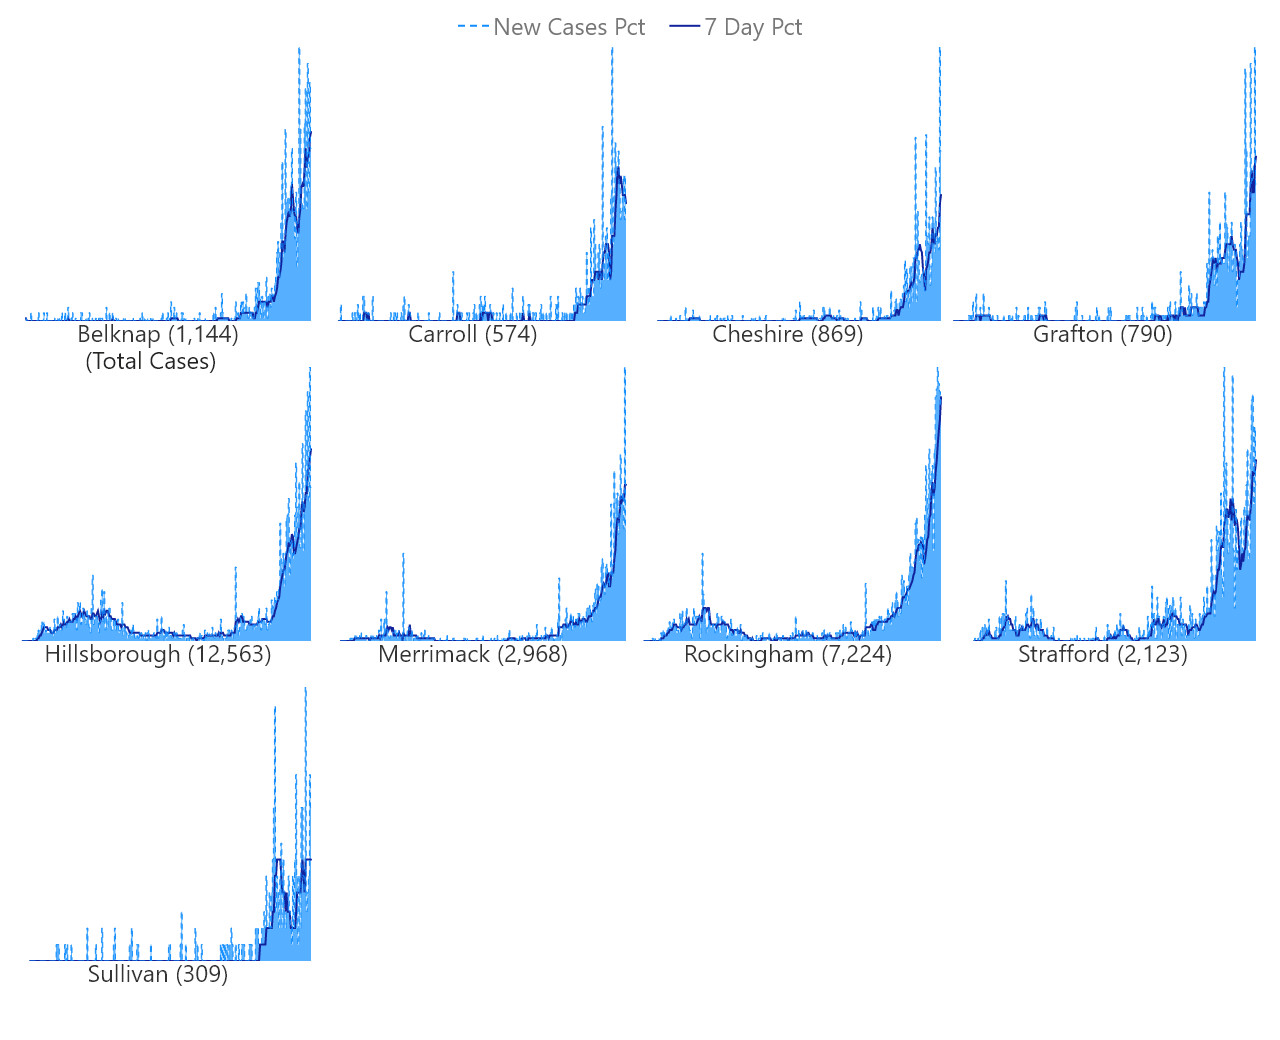 New Cases Pct 7 Day Pct
Belknap (1,144) Carroll (574) Cheshire (869) Grafton (790)
(Total Cases)
Hillsborough (12,563) Merrimack (2,968) Rockingham (7,224) Strafford (2,123)
Sullivan (309)